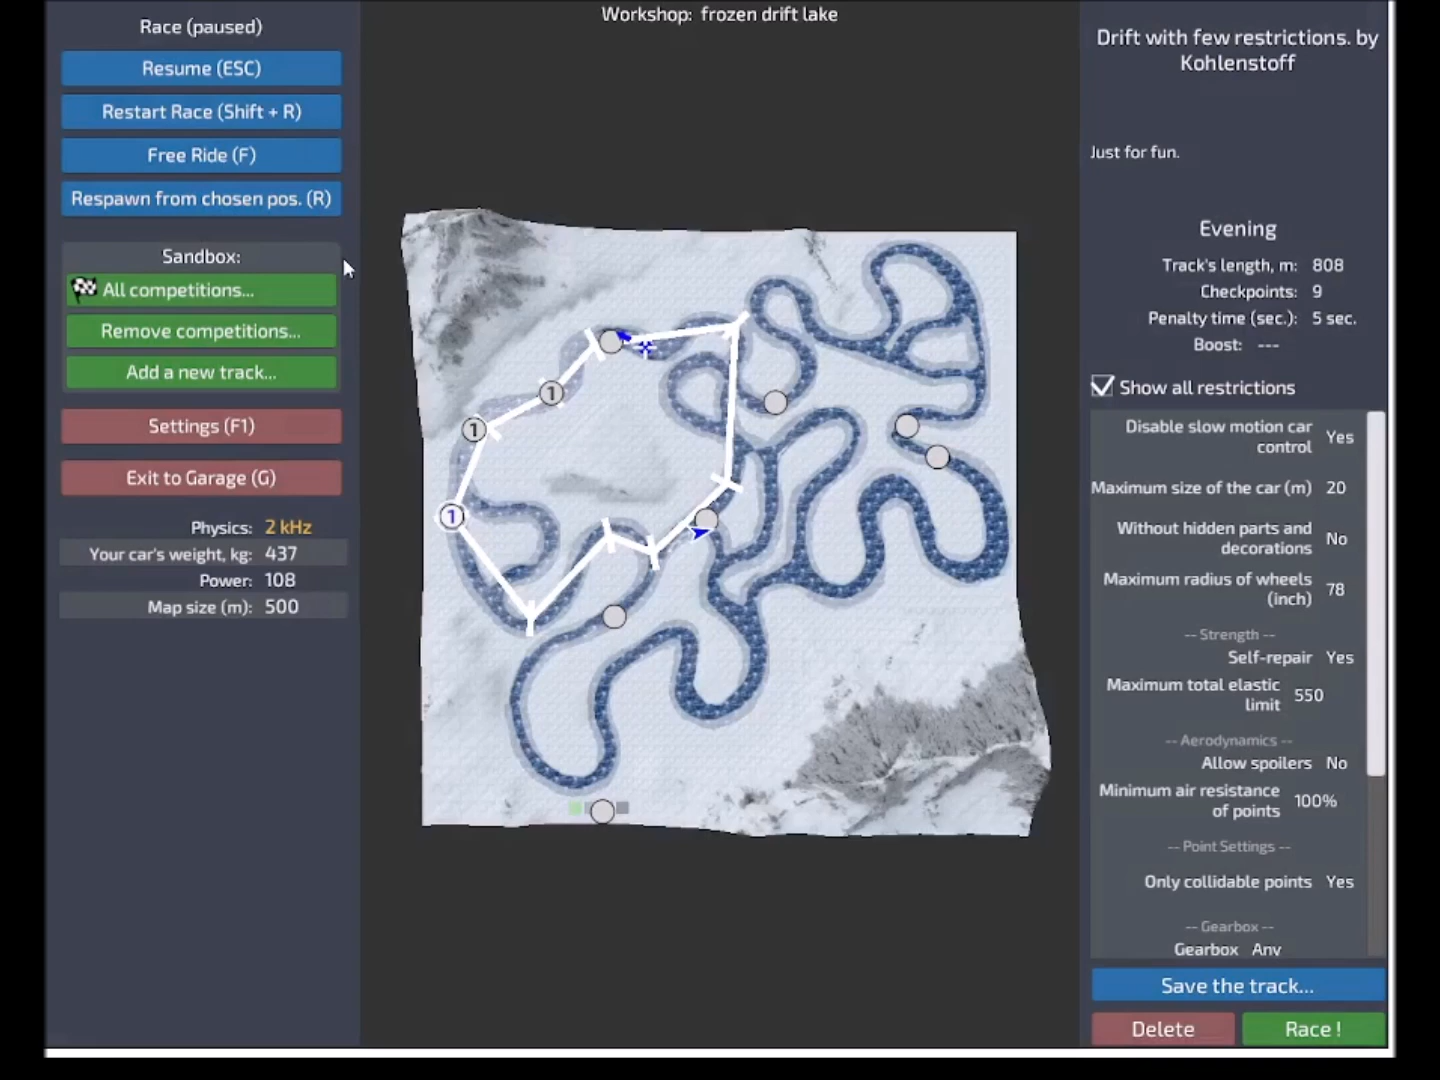 Race (paused)
Resume (ESC)
Restart Race (Shift + R)
Free Ride (F)
Respawn from chosen pos. (R)
Sandbox:
All competitions...
Remove competitions...
Add a new track...
Settings (F1)
Exit to Garage (G)
Physics: 2 kHz
Your car's weight, kg: 437
Power: 108
Map size (m): 500
Workshop: frozen drift lake
1
1
1
Drift with few restrictions. by
Kohlenstoff
Just for fun.
Evening
Track's length, m: 808
Checkpoints: 9
Penalty time (sec.): 5 sec.
Boost: ---
Show all restrictions
Disable slow motion car
control Yes
Maximum size of the car (m) 20
Without hidden parts and
decorations No
Maximum radius of wheels
(inch) 78
-- Strength --
Self-repair Yes
Maximum total elastic
limit 550
-- Aerodynamics --
Allow spoilers No
Minimum air resistance
of points 100%
-- Point Settings --
Only collidable points Yes
-- Gearbox --
Gearbox Any
Save the track...
Delete
Race !